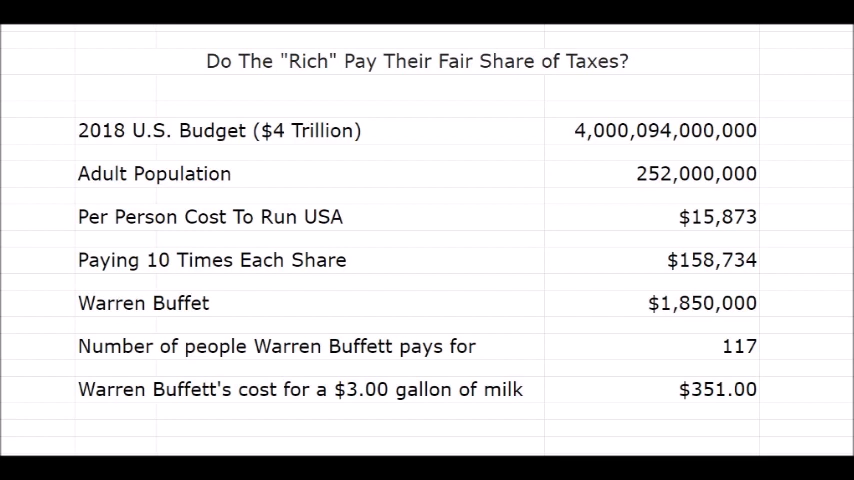 Do The "Rich" Pay Their Fair Share of Taxes?
2018 U.S. Budget ($4 Trillion) 4,000,094,000,000
Adult Population 252,000,000
Per Person Cost To Run USA $15,873
Paying 10 Times Each Share $158,734
Warren Buffet $1,850,000
Number of people Warren Buffett pays for 117
Warren Buffett's cost for a $3.00 gallon of milk $351.00